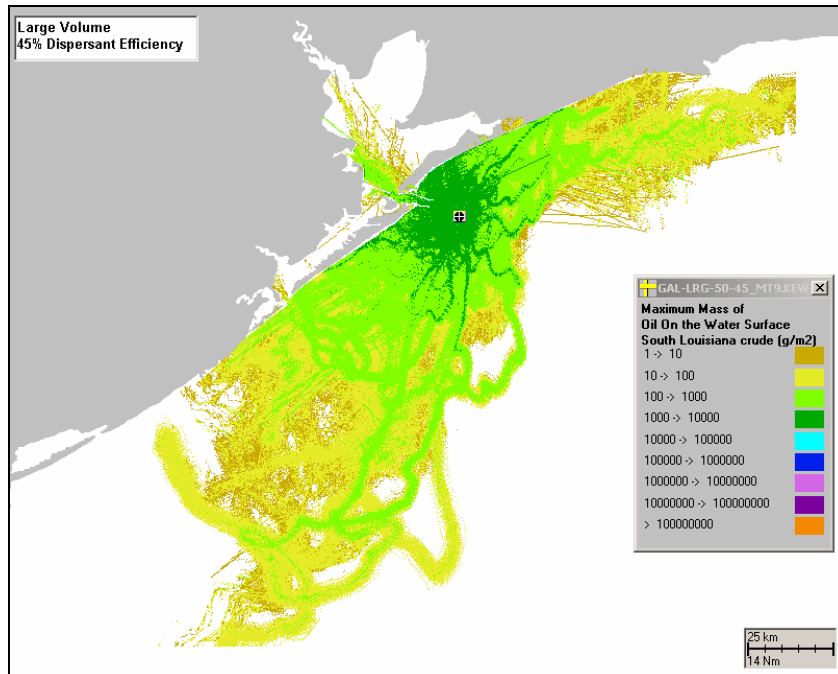 Large Volume
45% Dispersant Efficiency
GAL-LRG-50-45_MT9.KEW
Maximum Mass of
Oil On the Water Surface
South Louisiana crude (g/m2)
1 -> 10
10 -> 100
100 -> 1000
1000 -> 10000
10000 -> 100000
100000 -> 1000000
1000000 -> 10000000
10000000 -> 100000000
> 100000000
25 km
14 Nm